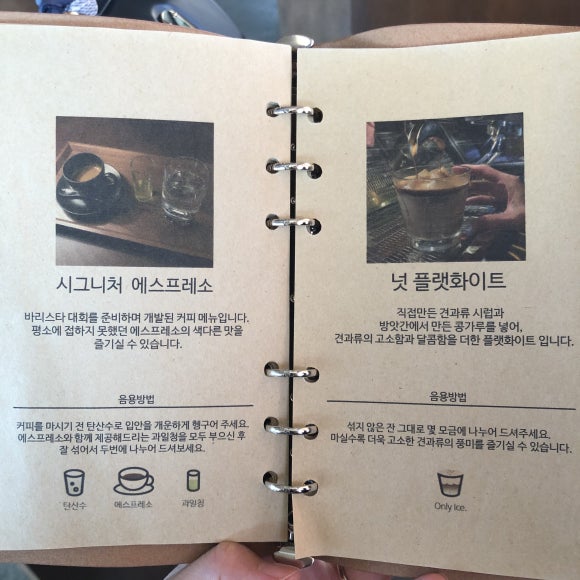 시그니처 에스프레소
바리스타 대회를 준비하며 개발된 커피 메뉴입니다.
평소에 접하지 못했던 에스프레소의 색다른 맛을
즐기실 수 있습니다.
음용방법
커피를 마시기 전 탄산수로 입안을 개운하게 헹구어 주세요.
에스프레소와 함께 제공해드리는 과일청을 모두 부으신 후
잘 섞어서 두번에 나누어 드셔보세요.
탄산수
에스프레소
과일청
넛 플랫화이트
직접만든 견과류 시럽과
방앗간에서 만든 콩가루를 넣어,
견과류의 고소함과 달콤함을 더한 플랫화이트 입니다.
음용방법
섞지 않은 잔 그대로 몇 모금에 나누어 드셔주세요.
마실수록 더욱 고소한 견과류의 풍미를 즐기실 수 있습니다.
Only Ice.